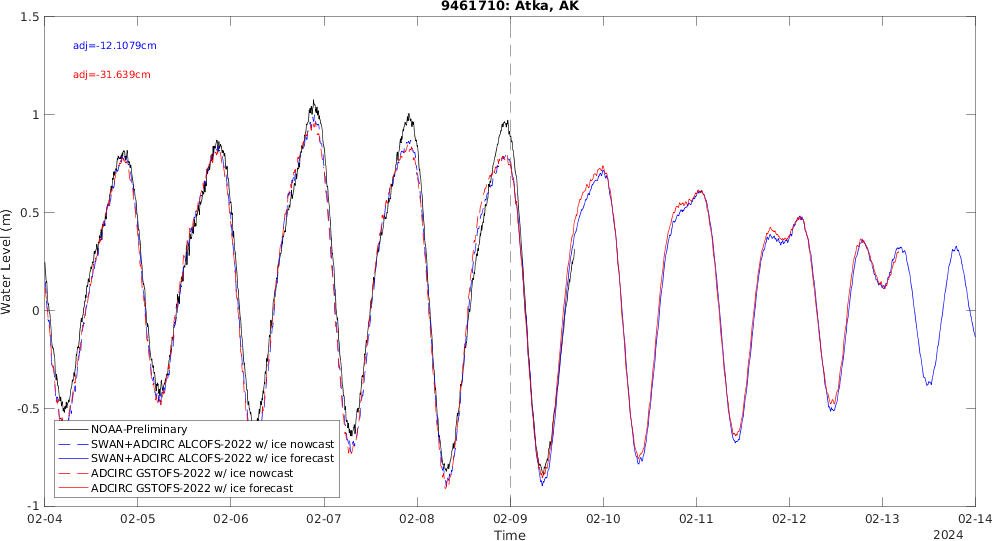 9461710: Atka, AK
1.5
adj=-12.1079cm
adj=-31.639cm
1
0.5
Water Level (m)
0
-0.5
NOAA-Preliminary
SWAN+ADCIRC ALCOFS-2022 w/ ice nowcast
SWAN+ADCIRC ALCOFS-2022 w/ ice forecast
ADCIRC GSTOFS-2022 w/ ice nowcast
ADCIRC GSTOFS-2022 w/ ice forecast
-1
02-04 02-05 02-06 02-07 02-08 02-09 02-10 02-11 02-12 02-13 02-14
Time
2024